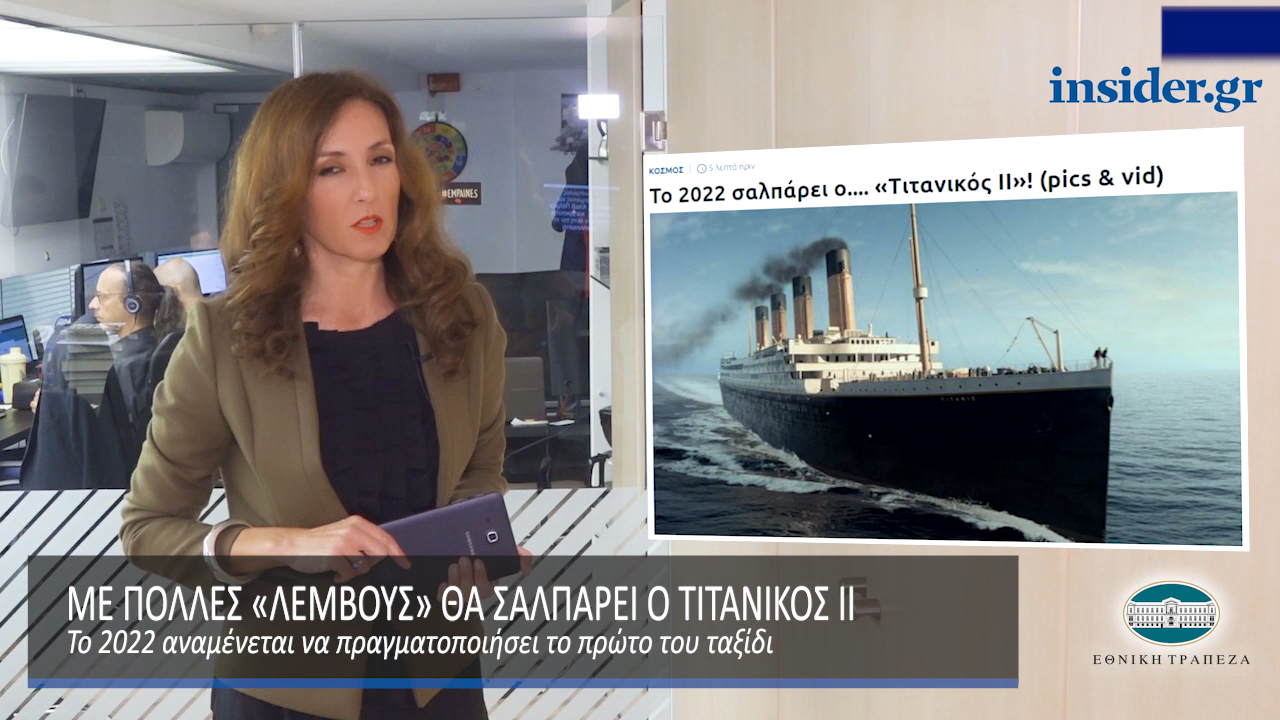 insider.gr
ΚΟΣΜΟΣ | 5 λεπτά πριν
Το 2022 σαλπάρει ο.... «Τιτανικός ΙΙ»! (pics & vid)
#EMPAINES
TITANIC
SAMSUNG
ΜΕ ΠΟΛΛΕΣ «ΛΕΜΒΟΥΣ» ΘΑ ΣΑΛΠΑΡΕΙ Ο ΤΙΤΑΝΙΚΟΣ ΙΙ
Το 2022 αναμένεται να πραγματοποιήσει το πρώτο του ταξίδι
ΕΘΝΙΚΗ ΤΡΑΠΕΖΑ